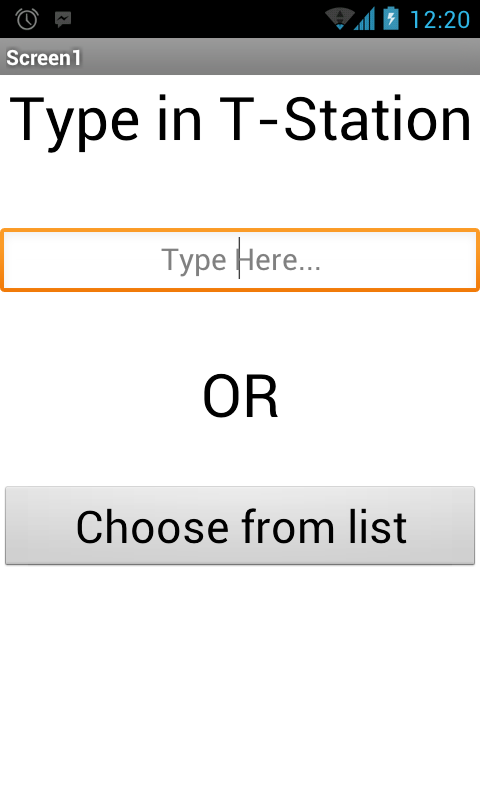 12:20
Screen1
Type in T-Station
Type Here...
OR
Choose from list